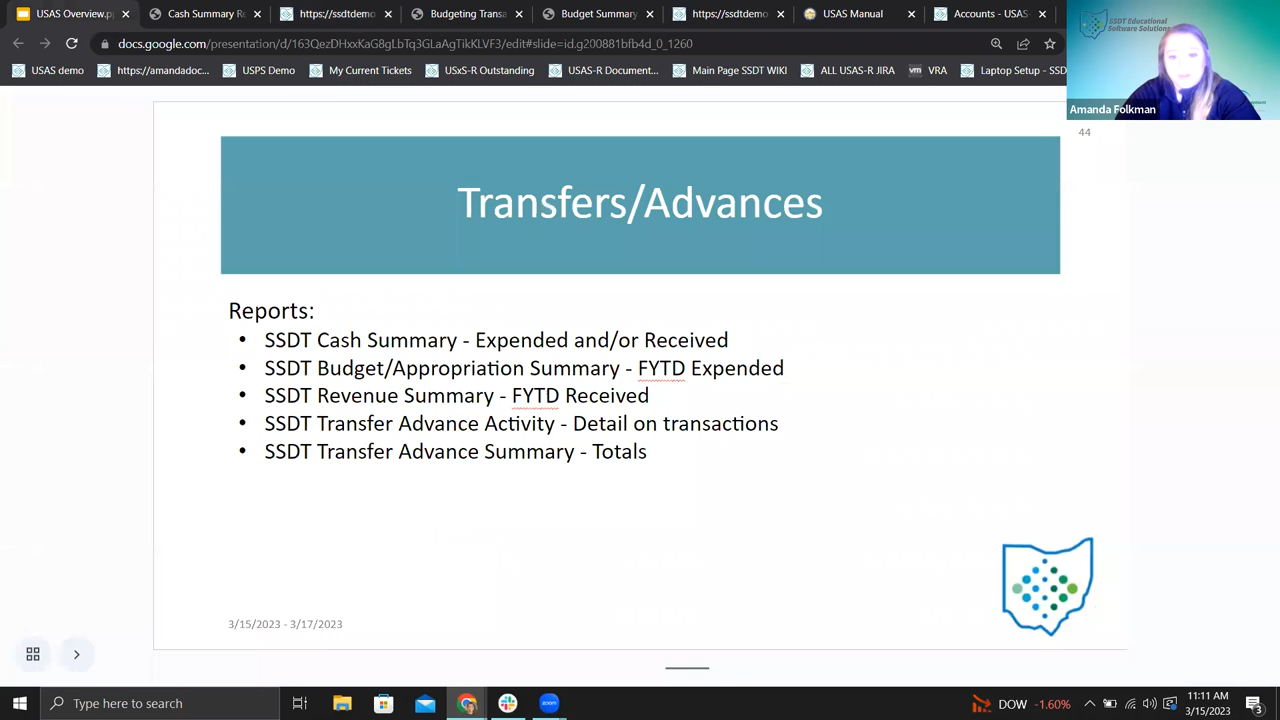 USAS Overview.pp
Cash Summary Re
https://ssdtdemo
Budgeting Transe
Budget Summary
https://ssdtdemo
USAS Manual
Accounts - USAS-
docs.google.com/presentation/d/163QezDHxxKaG8gLbTq3GLaAgTikKLVF3/edit#slide=id.g200881bfb4d_0_1260
USAS demo
https://amandadoc...
USPS Demo
My Current Tickets
USxS-R Outstanding
USAS-R Document...
Main Page SSDT WIKI
ALL USAS-R JIRA
vm
VRA
Laptop Setup - SSD
SSDT Educational
Software Solutions
Amanda Folkman
44
Transfers/Advances
Reports:
• SSDT Cash Summary - Expended and/or Received
• SSDT Budget/Appropriation Summary - FYTD Expended
• SSDT Revenue Summary - FYTD Received
• SSDT Transfer Advance Activity - Detail on transactions
• SSDT Transfer Advance Summary - Totals
3/15/2023 - 3/17/2023
Type here to search
zoom
DOW -1.60%
11:11 AM
3/15/2023
3